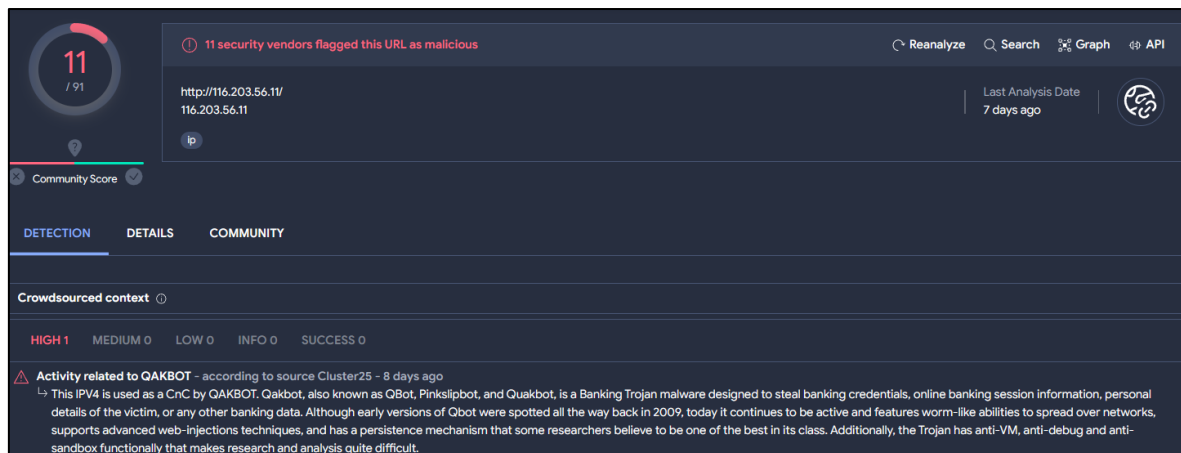 11
/ 91
Community Score
11 security vendors flagged this URL as malicious
Reanalyze Search Graph API
http://116.203.56.11/
116.203.56.11
ip
Last Analysis Date
7 days ago
DETECTION DETAILS COMMUNITY
Crowdsourced context
HIGH 1 MEDIUM 0 LOW 0 INFO 0 SUCCESS 0
Activity related to QAKBOT - according to source Cluster25 - 8 days ago
This IPV4 is used as a CnC by QAKBOT. Qakbot, also known as QBot, Pinkslipbot, and Quakbot, is a Banking Trojan malware designed to steal banking credentials, online banking session information, personal
details of the victim, or any other banking data. Although early versions of Qbot were spotted all the way back in 2009, today it continues to be active and features worm-like abilities to spread over networks,
supports advanced web-injections techniques, and has a persistence mechanism that some researchers believe to be one of the best in its class. Additionally, the Trojan has anti-VM, anti-debug and anti-
sandbox functionally that makes research and analysis quite difficult.